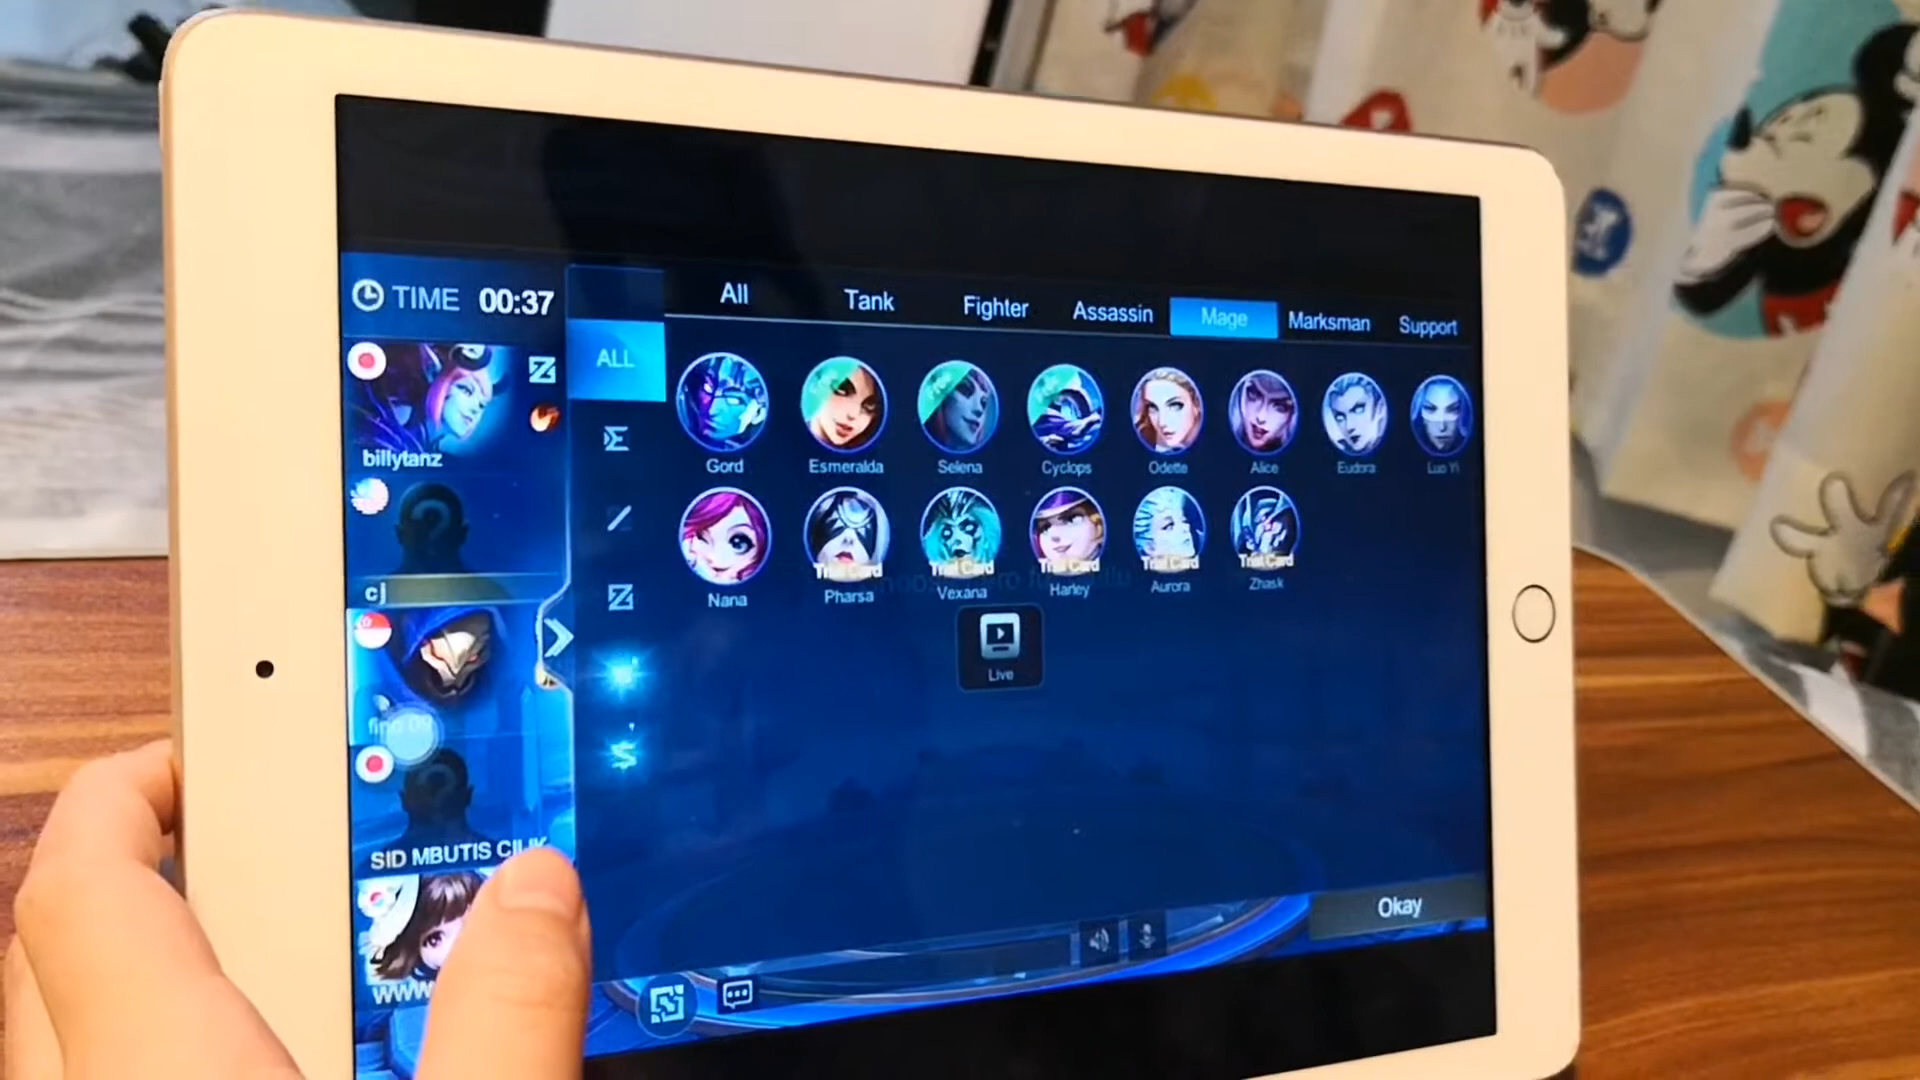 TIME 00:37
All Tank Fighter Assassin Mage Marksman Support
ALL
billytanz
Gord Esmeralda Selena Cyclops Odette Alice Eudora Luo Yi
Trial Card Trial Card Trial Card Trial Card Trial Card
Nana Pharsa Vexana Harley Aurora Zhask
cj
Live
SID MBUTIS CILIK
Okay